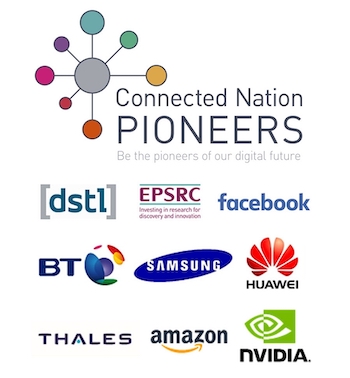 Connected Nation
PIONEERS
Be the pioneers of our digital future
[dstl]
EPSRC
Investing in research for
discovery and innovation
facebook
BT
SAMSUNG
HUAWEI
THALES
amazon
NVIDIA.